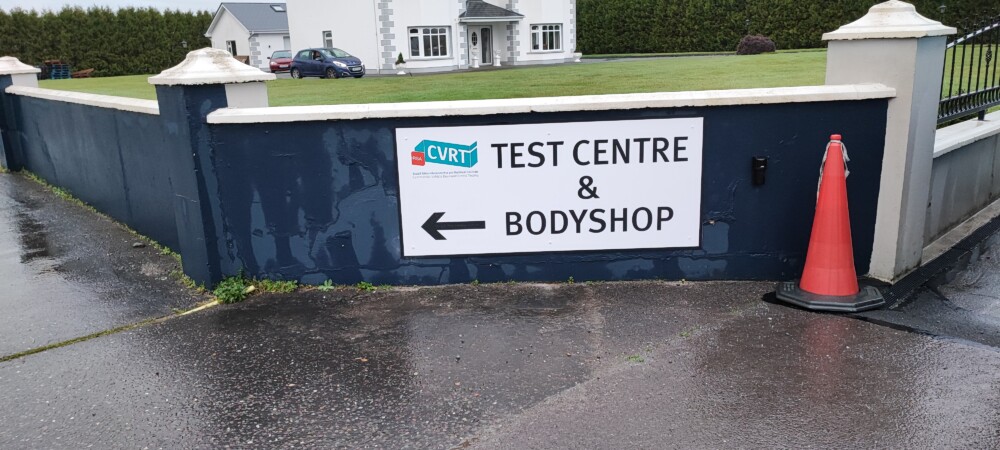 CVRT
TEST CENTRE
&
BODYSHOP